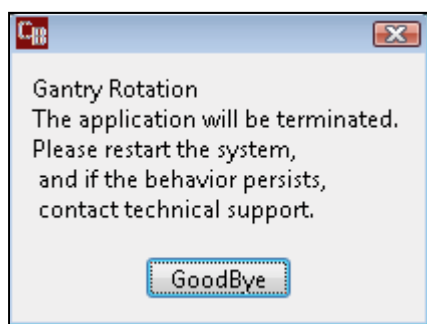 Gantry Rotation
The application will be terminated.
Please restart the system,
and if the behavior persists,
contact technical support.
GoodBye